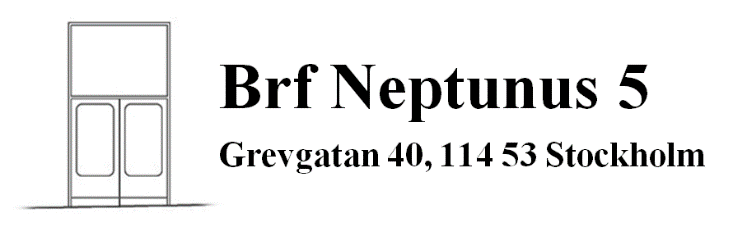 Brf Neptunus 5
Grevgatan 40, 114 53 Stockholm